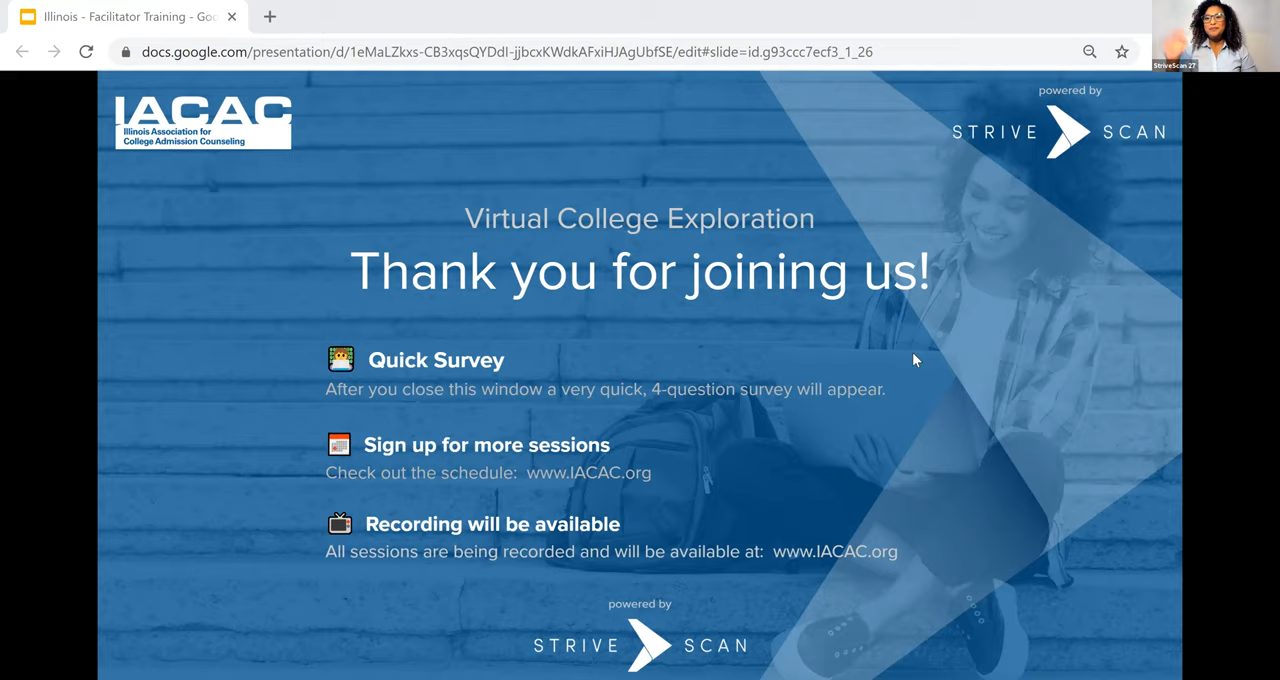 Illinois - Facilitator Training - Goo
docs.google.com/presentation/d/1eMaLZkxs-CB3xqsQYDdI-jjbcxKWdkAFxiHJAgUbfSE/edit#slide=id.g93ccc7ecf3_1_26
StriveScan 27
IACAC
Illinois Association for
College Admission Counseling
powered by
STRIVE SCAN
Virtual College Exploration
Thank you for joining us!
Quick Survey
After you close this window a very quick, 4-question survey will appear.
Sign up for more sessions
Check out the schedule: www.IACAC.org
Recording will be available
All sessions are being recorded and will be available at: www.IACAC.org
powered by
STRIVE SCAN